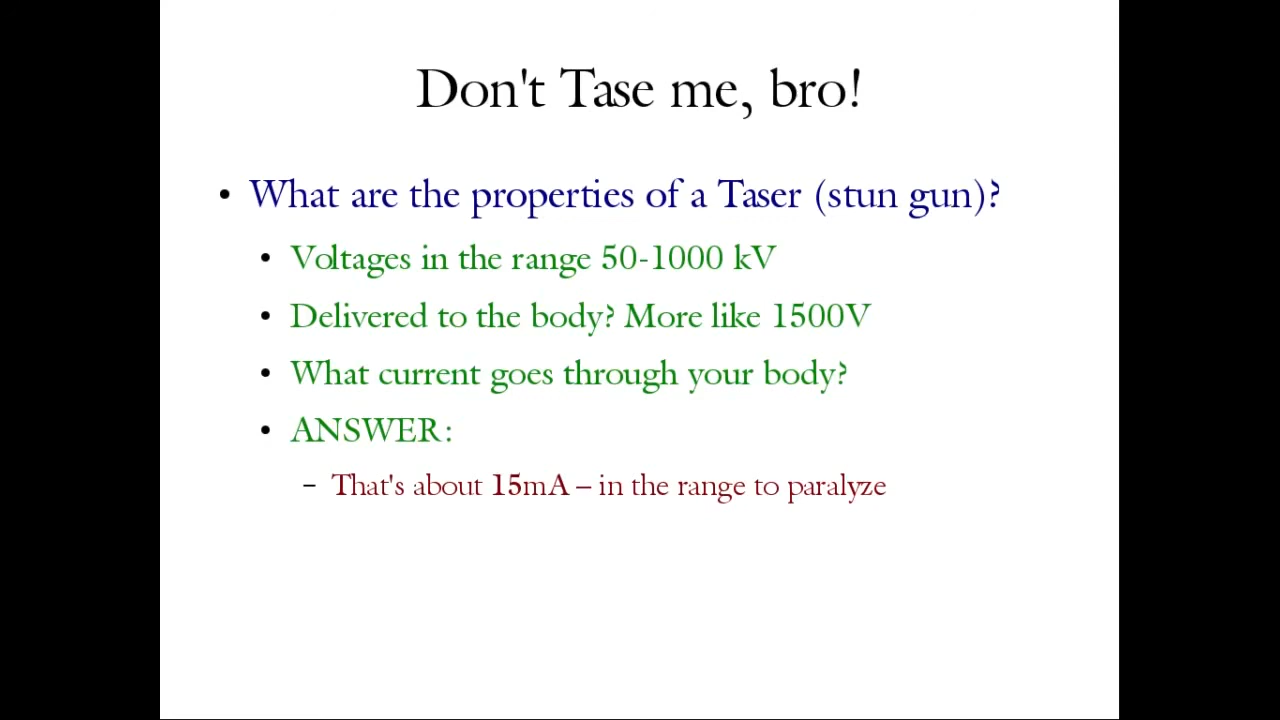 Don't Tase me, bro!
• What are the properties of a Taser (stun gun)?
• Voltages in the range 50-1000 kV
• Delivered to the body? More like 1500V
• What current goes through your body?
• ANSWER:
– That's about 15mA – in the range to paralyze